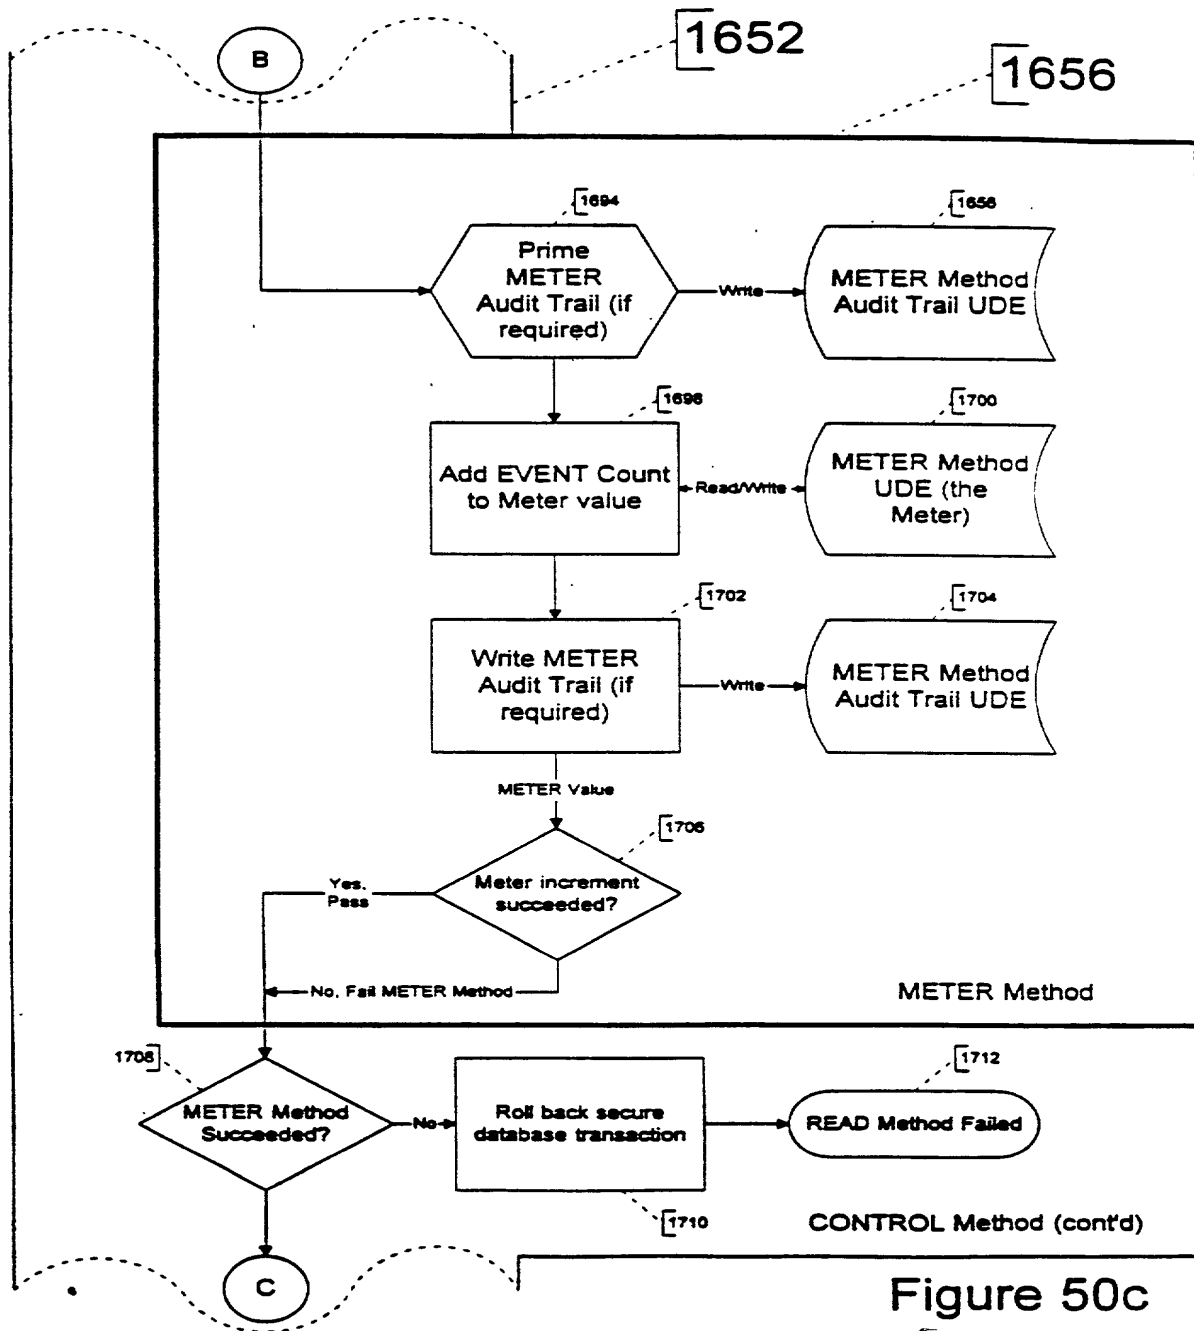 1652
B
1656
1694
1656
Prime
METER
Audit Trail (if
required)
Write
METER Method
Audit Trail UDE
1698
1700
Add EVENT Count
to Meter value
Read/Write
METER Method
UDE (the
Meter)
1702
1704
Write METER
Audit Trail (if
required)
Write
METER Method
Audit Trail UDE
METER Value
1706
Yes,
Pass
Meter increment
succeeded?
No, Fail METER Method
METER Method
1708
1712
METER Method
Succeeded?
No
Roll back secure
database transaction
READ Method Failed
1710
CONTROL Method (cont'd)
C
Figure 50c